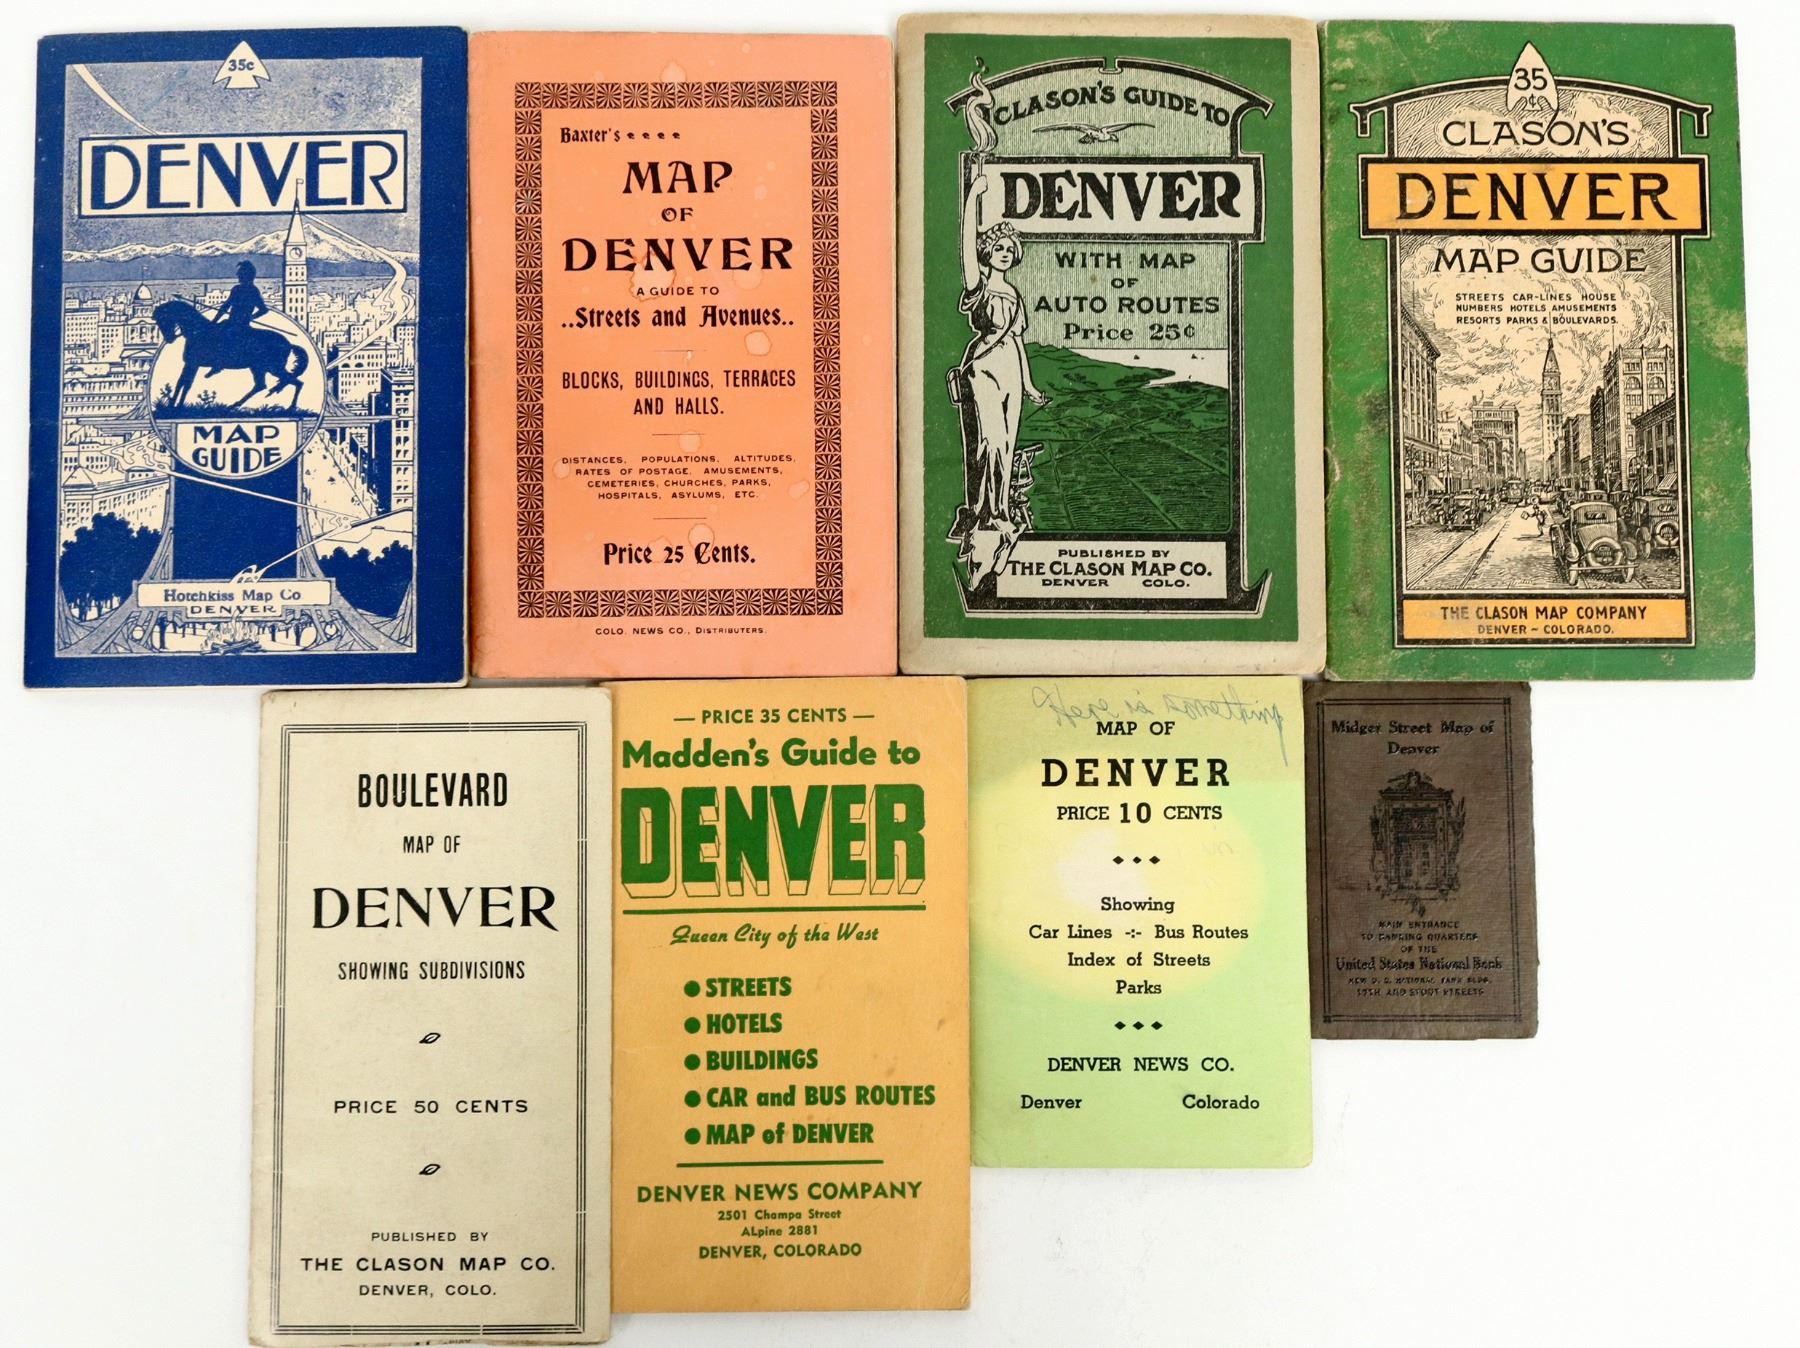 35c
DENVER
MAP
GUIDE
Hotchkiss Map Co
DENVER
Baxter's
MAP
OF
DENVER
A GUIDE TO
..Streets and Avenues..
BLOCKS, BUILDINGS, TERRACES
AND HALLS.
DISTANCES, POPULATIONS, ALTITUDES,
RATES OF POSTAGE, AMUSEMENTS,
CEMETERIES, CHURCHES, PARKS,
HOSPITALS, ASYLUMS, ETC.
Price 25 Cents.
COLO. NEWS CO., DISTRIBUTERS.
CLASON'S GUIDE TO
DENVER
WITH MAP
OF
AUTO ROUTES
Price 25¢
PUBLISHED BY
THE CLASON MAP CO.
DENVER COLO.
35
¢
CLASON'S
DENVER
MAP GUIDE
STREETS CAR-LINES HOUSE
NUMBERS HOTELS AMUSEMENTS
RESORTS PARKS & BOULEVARDS.
THE CLASON MAP COMPANY
DENVER ~ COLORADO.
BOULEVARD
MAP OF
DENVER
SHOWING SUBDIVISIONS
PRICE 50 CENTS
PUBLISHED BY
THE CLASON MAP CO.
DENVER, COLO.
— PRICE 35 CENTS —
Madden's Guide to
DENVER
Queen City of the West
● STREETS
● HOTELS
● BUILDINGS
● CAR and BUS ROUTES
● MAP of DENVER
DENVER NEWS COMPANY
2501 Champa Street
ALpine 2881
DENVER, COLORADO
Here is something
MAP OF
DENVER
PRICE 10 CENTS
Showing
Car Lines -:- Bus Routes
Index of Streets
Parks
DENVER NEWS CO.
Denver Colorado
Midget Street Map of
Denver
MAIN ENTRANCE
TO BANKING QUARTERS
OF THE
United States National Bank
NEW U. S. NATIONAL BANK BLDG.
19TH AND STOUT STREETS